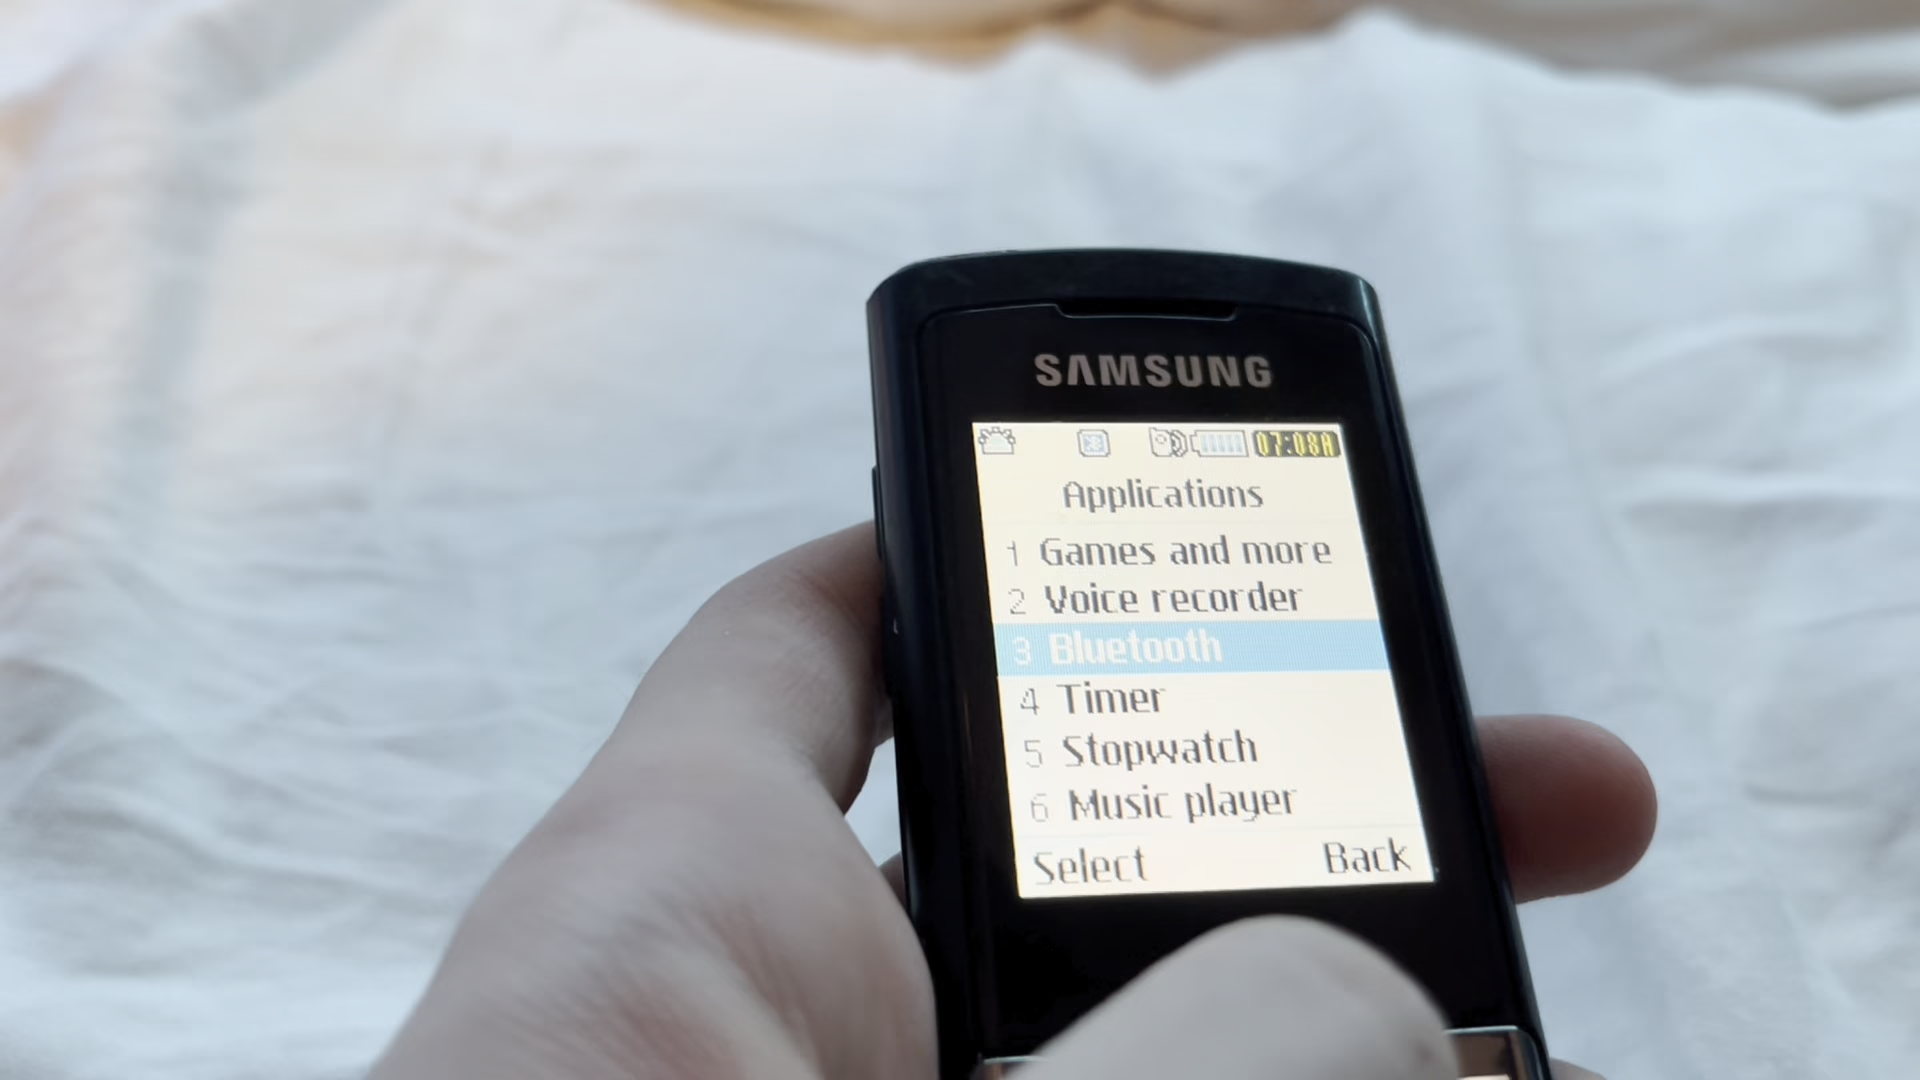 SAMSUNG
07:08A
Applications
1 Games and more
2 Voice recorder
3 Bluetooth
4 Timer
5 Stopwatch
6 Music player
Select Back